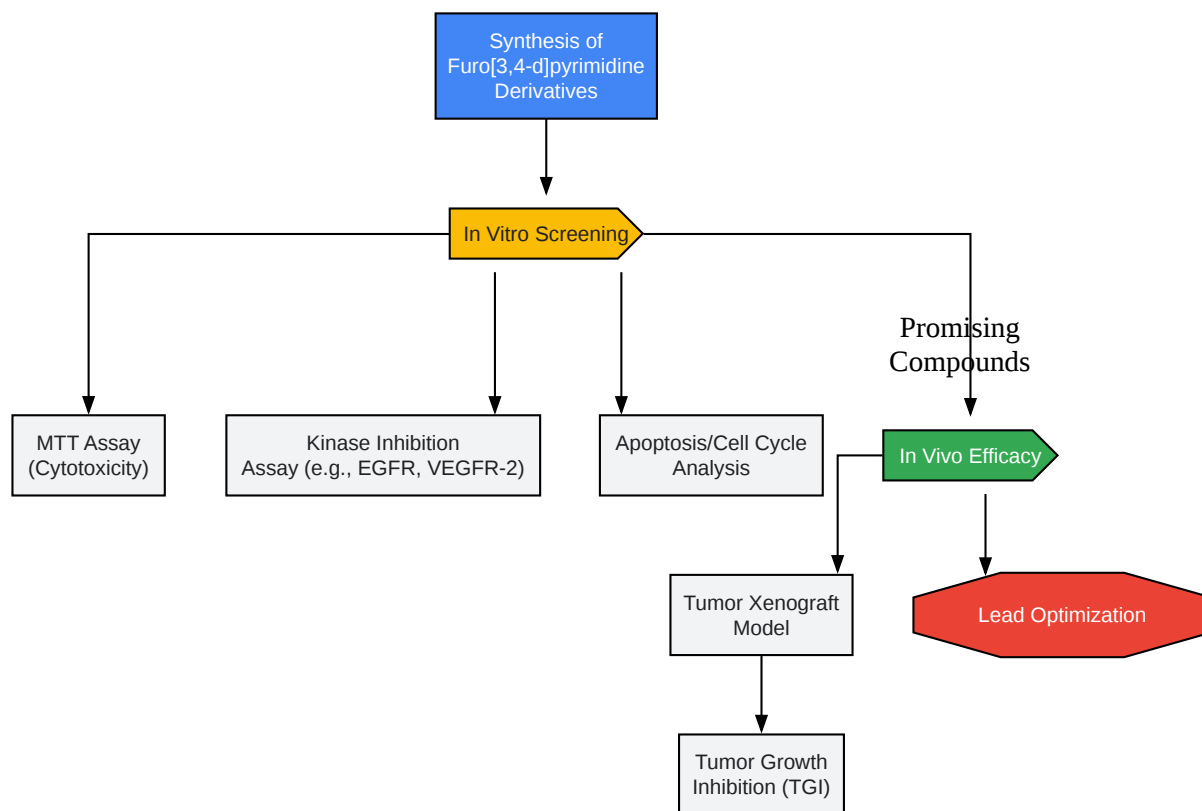 Synthesis of
Furo[3,4-d]pyrimidine
Derivatives
In Vitro Screening
Promising
Compounds
MTT Assay
(Cytotoxicity)
Kinase Inhibition
Assay (e.g., EGFR, VEGFR-2)
Apoptosis/Cell Cycle
Analysis
In Vivo Efficacy
Tumor Xenograft
Model
Lead Optimization
Tumor Growth
Inhibition (TGI)